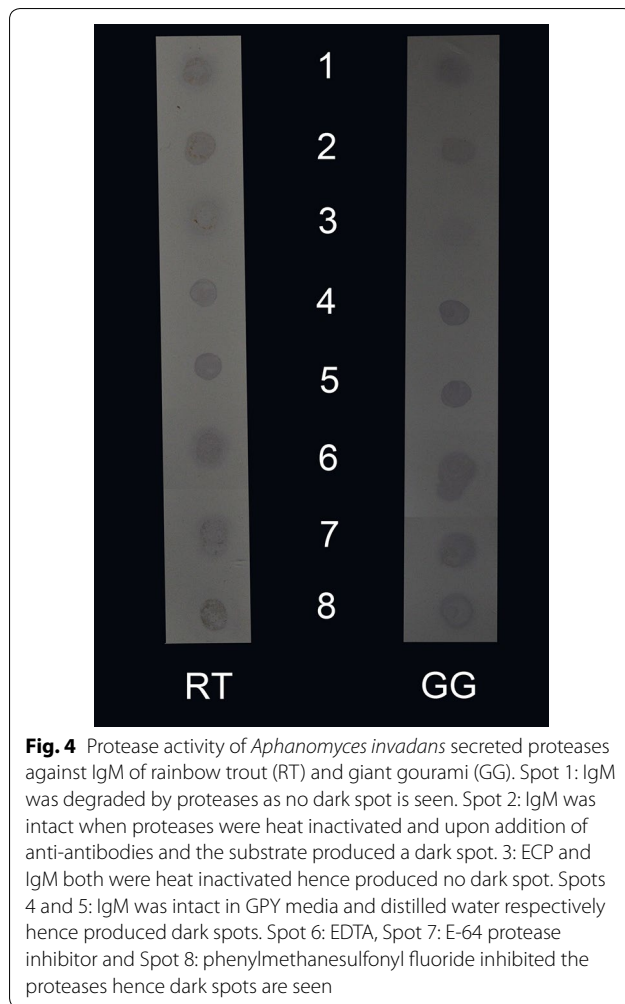 1
2
3
4
5
6
7
8
RT GG
Fig. 4 Protease activity of Aphanomyces invadans secreted proteases
against IgM of rainbow trout (RT) and giant gourami (GG). Spot 1: IgM
was degraded by proteases as no dark spot is seen. Spot 2: IgM was
intact when proteases were heat inactivated and upon addition of
anti-antibodies and the substrate produced a dark spot. 3: ECP and
IgM both were heat inactivated hence produced no dark spot. Spots
4 and 5: IgM was intact in GPY media and distilled water respectively
hence produced dark spots. Spot 6: EDTA, Spot 7: E-64 protease
inhibitor and Spot 8: phenylmethanesulfonyl fluoride inhibited the
proteases hence dark spots are seen